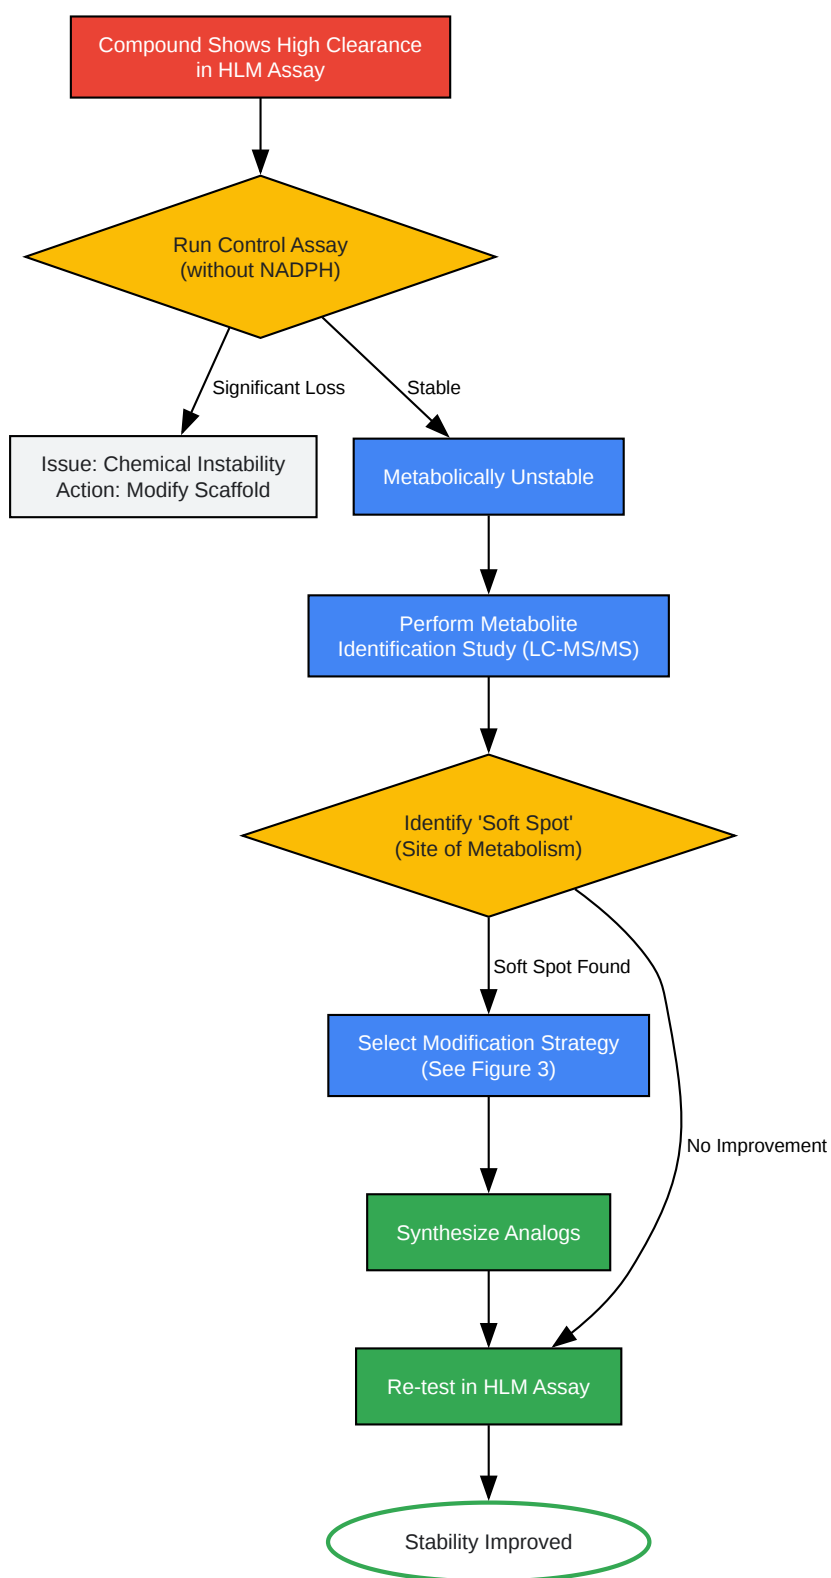 Compound Shows High Clearance
in HLM Assay
Run Control Assay
(without NADPH)
Significant Loss
Stable
Issue: Chemical Instability
Action: Modify Scaffold
Metabolically Unstable
Perform Metabolite
Identification Study (LC-MS/MS)
Identify 'Soft Spot'
(Site of Metabolism)
Soft Spot Found
Select Modification Strategy
(See Figure 3)
No Improvement
Synthesize Analogs
Re-test in HLM Assay
Stability Improved